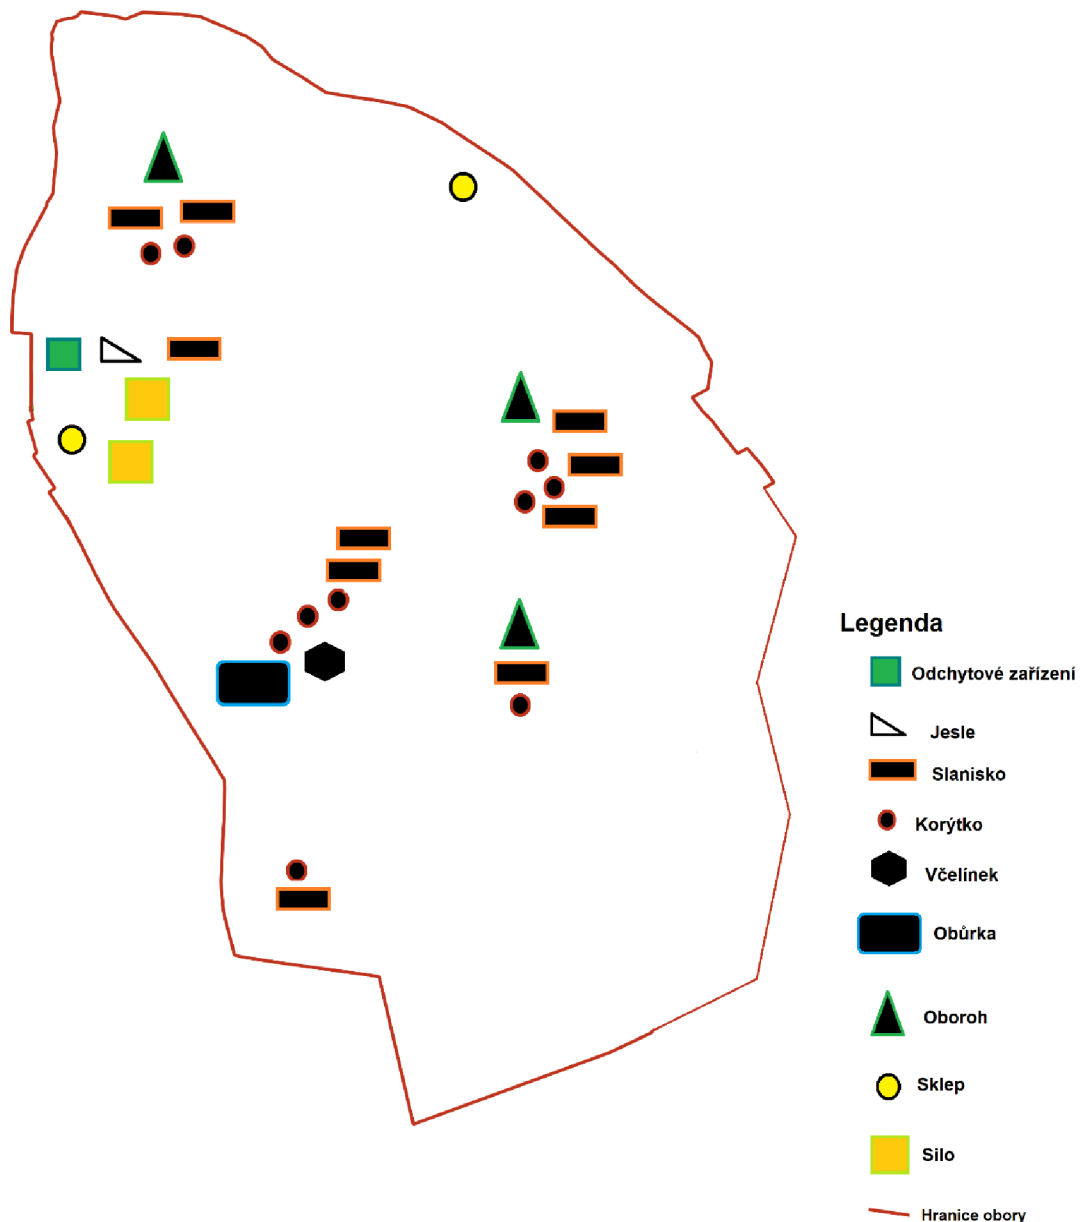 Legenda
Odchytové zařízení
Jesle
Slanisko
Korýtko
Včelínek
Obůrka
Oboroh
Sklep
Silo
Hranice obory